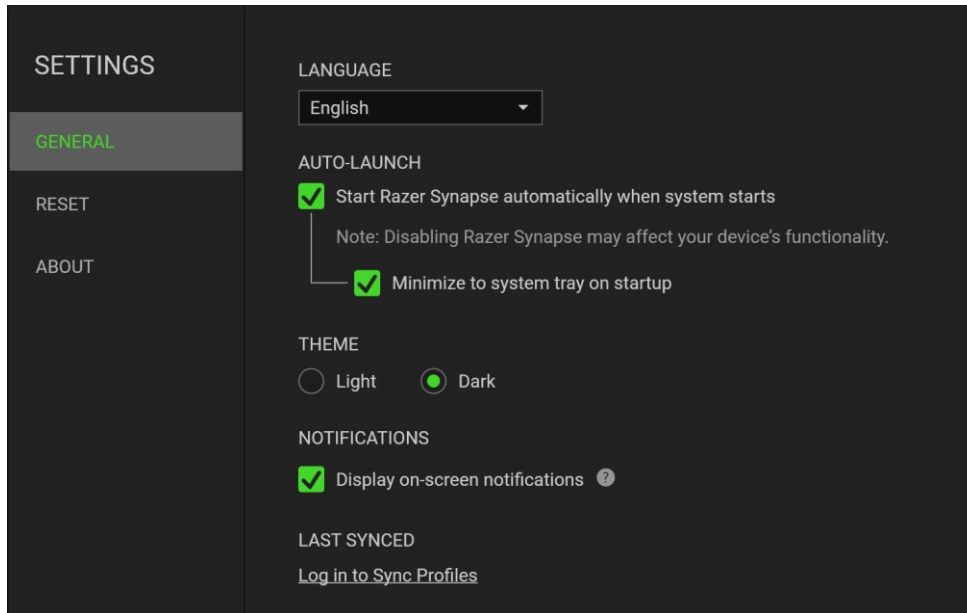 SETTINGS
GENERAL
RESET
ABOUT
LANGUAGE
English
AUTO-LAUNCH
Start Razer Synapse automatically when system starts
Note: Disabling Razer Synapse may affect your device’s functionality.
Minimize to system tray on startup
THEME
Light Dark
NOTIFICATIONS
Display on-screen notifications ?
LAST SYNCED
Log in to Sync Profiles